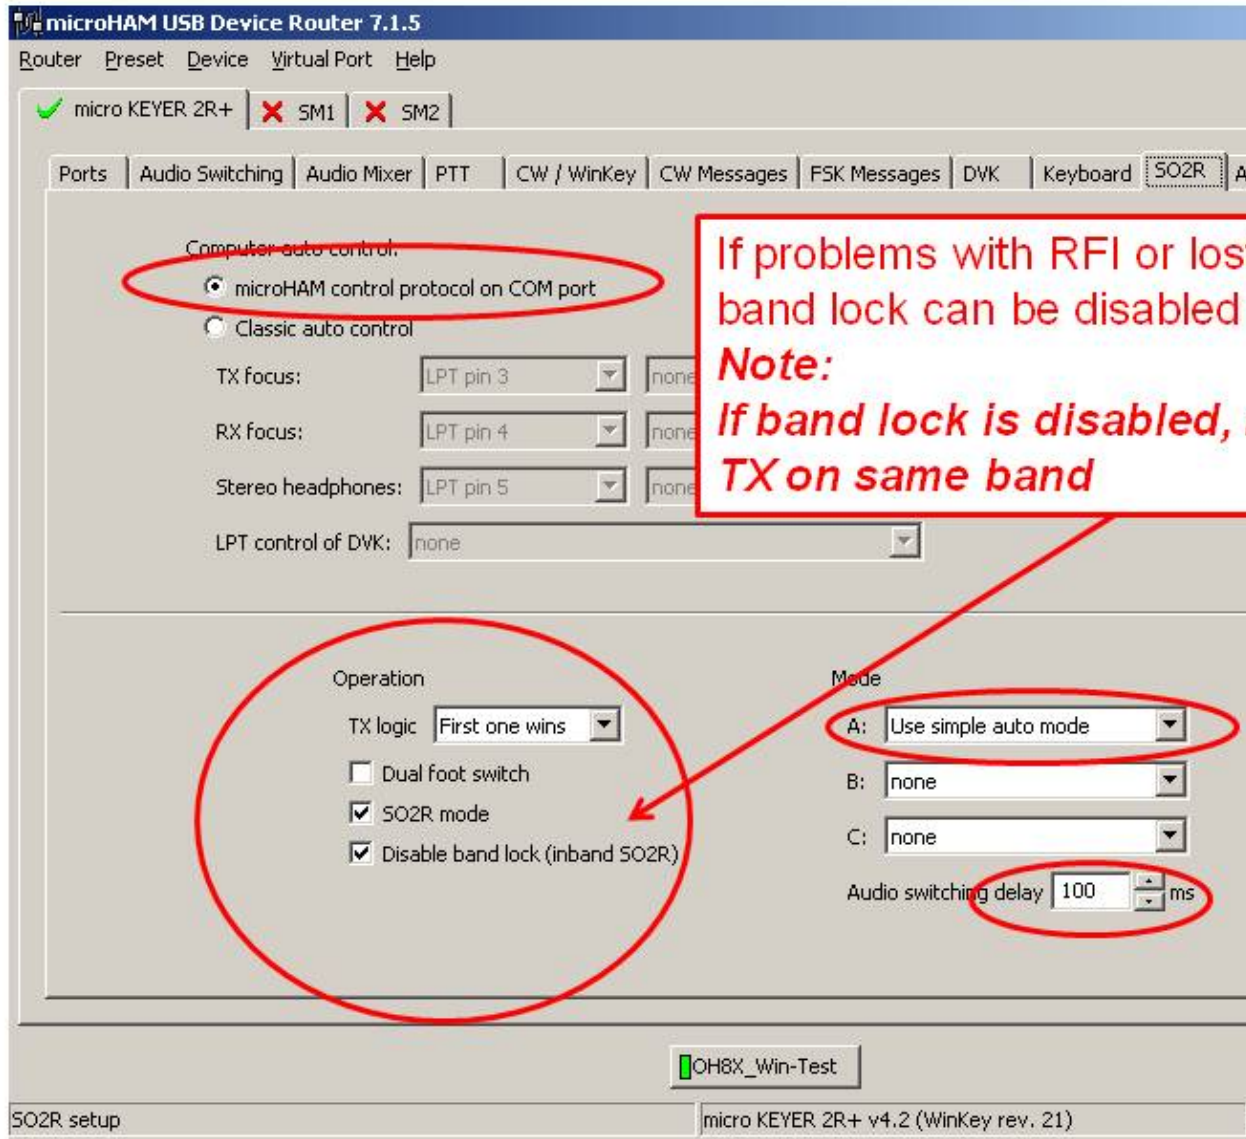 microHAM USB Device Router 7.1.5
Router Preset Device Virtual Port Help
micro KEYER 2R+ SM1 SM2
Ports Audio Switching Audio Mixer PTT CW / WinKey CW Messages FSK Messages DVK Keyboard SO2R A
Computer auto control:
microHAM control protocol on COM port
Classic auto control
TX focus: LPT pin 3 none
RX focus: LPT pin 4 none
Stereo headphones: LPT pin 5 none
LPT control of DVK: none
If problems with RFI or los
band lock can be disabled
Note:
If band lock is disabled,
TX on same band
Operation
TX logic First one wins
Dual foot switch
SO2R mode
Disable band lock (inband SO2R)
Mode
A: Use simple auto mode
B: none
C: none
Audio switching delay 100 ms
OH8X_Win-Test
SO2R setup
micro KEYER 2R+ v4.2 (WinKey rev. 21)